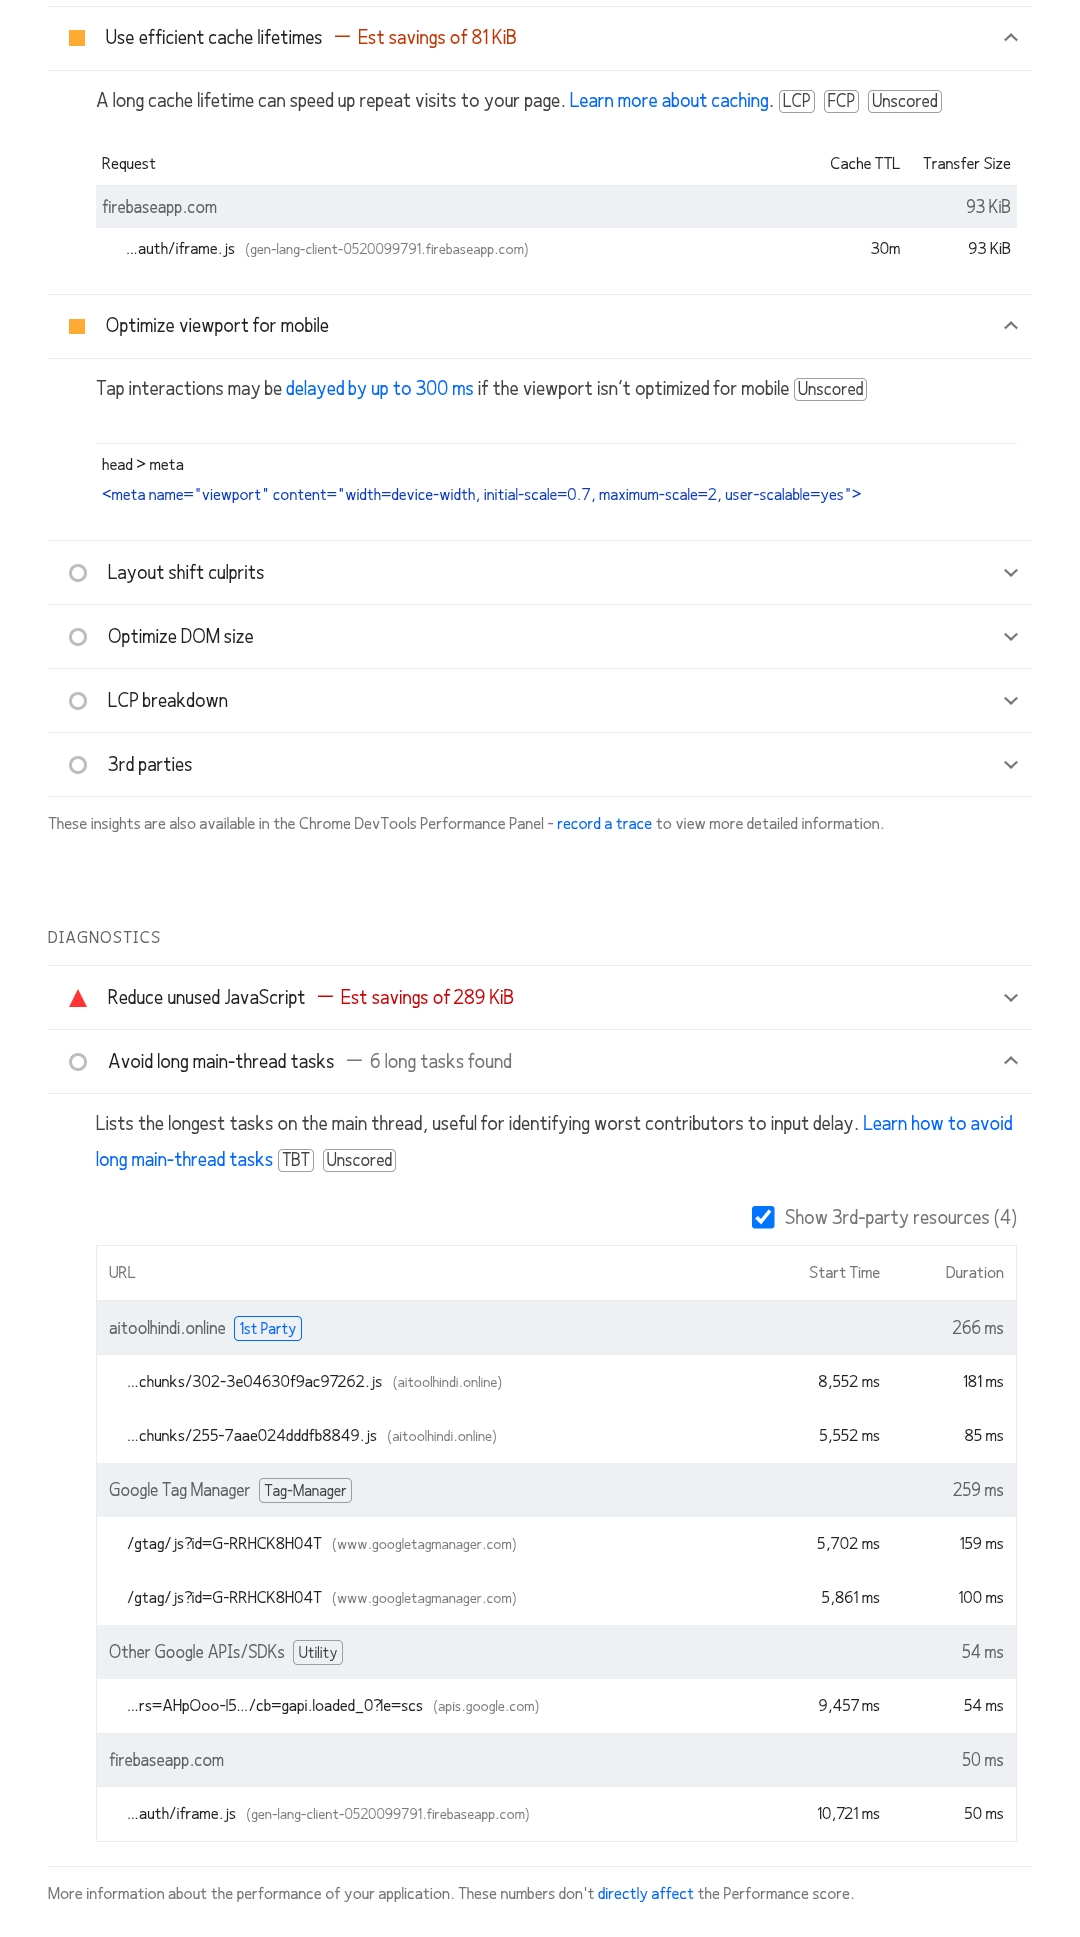 Use efficient cache lifetimes — Est savings of 81 KiB
A long cache lifetime can speed up repeat visits to your page. Learn more about caching. LCP FCP Unscored
Request Cache TTL Transfer Size
firebaseapp.com 93 KiB
…auth/iframe.js (gen-lang-client-0520099791.firebaseapp.com) 30m 93 KiB
Optimize viewport for mobile
Tap interactions may be delayed by up to 300 ms if the viewport isn't optimized for mobile Unscored
head > meta
<meta name="viewport" content="width=device-width, initial-scale=0.7, maximum-scale=2, user-scalable=yes">
Layout shift culprits
Optimize DOM size
LCP breakdown
3rd parties
These insights are also available in the Chrome DevTools Performance Panel - record a trace to view more detailed information.
DIAGNOSTICS
Reduce unused JavaScript — Est savings of 289 KiB
Avoid long main-thread tasks — 6 long tasks found
Lists the longest tasks on the main thread, useful for identifying worst contributors to input delay. Learn how to avoid
long main-thread tasks TBT Unscored
Show 3rd-party resources (4)
URL Start Time Duration
aitoolhindi.online 1st Party 266 ms
…chunks/302-3e04630f9ac97262.js (aitoolhindi.online) 8,552 ms 181 ms
…chunks/255-7aae024dddfb8849.js (aitoolhindi.online) 5,552 ms 85 ms
Google Tag Manager Tag-Manager 259 ms
/gtag/js?id=G-RRHCK8H04T (www.googletagmanager.com) 5,702 ms 159 ms
/gtag/js?id=G-RRHCK8H04T (www.googletagmanager.com) 5,861 ms 100 ms
Other Google APIs/SDKs Utility 54 ms
…rs=AHpOoo-I5…/cb=gapi.loaded_0?le=scs (apis.google.com) 9,457 ms 54 ms
firebaseapp.com 50 ms
…auth/iframe.js (gen-lang-client-0520099791.firebaseapp.com) 10,721 ms 50 ms
More information about the performance of your application. These numbers don't directly affect the Performance score.